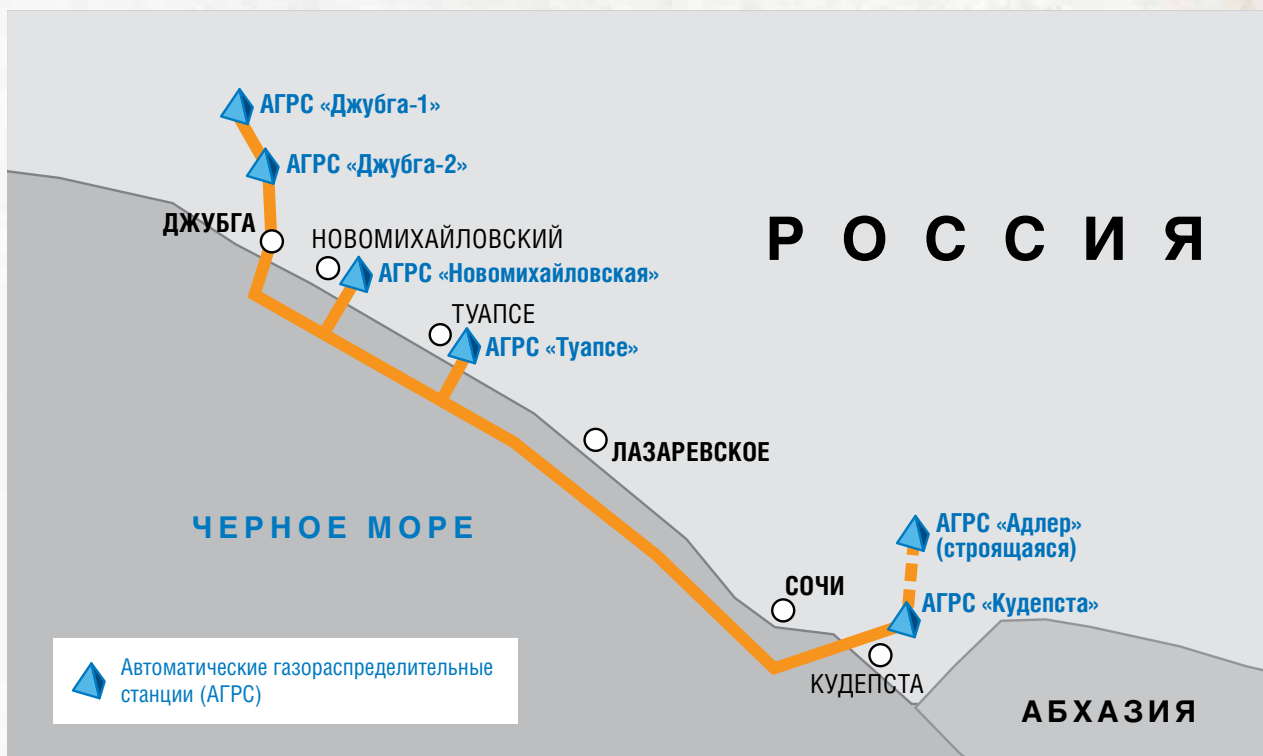 АГРС «Джубга-1»
АГРС «Джубга-2»
ДЖУБГА
НОВОМИХАЙЛОВСКИЙ
АГРС «Новомихайловская»
РОССИЯ
ТУАПСЕ
АГРС «Туапсе»
ЛАЗАРЕВСКОЕ
ЧЕРНОЕ МОРЕ
АГРС «Адлер»
(строящаяся)
СОЧИ
АГРС «Кудепста»
КУДЕПСТА
Автоматические газораспределительные
станции (АГРС)
АБХАЗИЯ